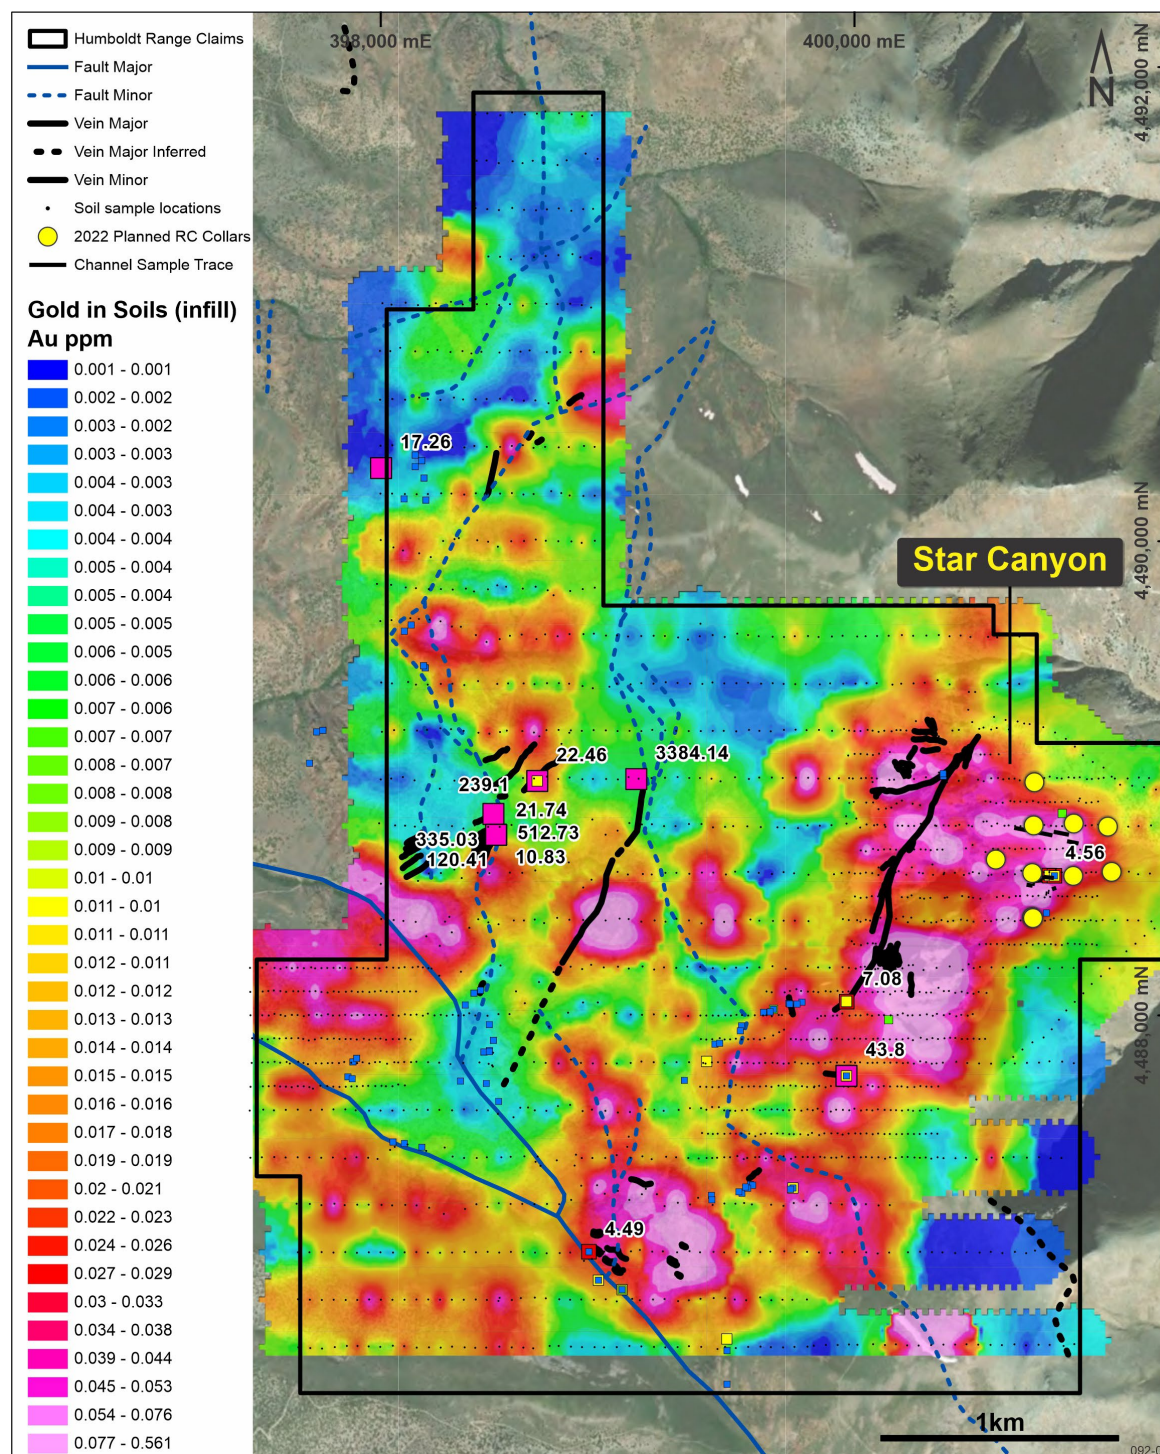 Humboldt Range Claims
Fault Major
Fault Minor
Vein Major
Vein Major Inferred
Vein Minor
Soil sample locations
2022 Planned RC Collars
Channel Sample Trace
Gold in Soils (infill)
Au ppm
0.001 - 0.001
0.002 - 0.002
0.003 - 0.002
0.003 - 0.003
0.004 - 0.003
0.004 - 0.003
0.004 - 0.004
0.005 - 0.004
0.005 - 0.004
0.005 - 0.005
0.006 - 0.005
0.006 - 0.006
0.007 - 0.006
0.007 - 0.007
0.008 - 0.007
0.008 - 0.008
0.009 - 0.008
0.009 - 0.009
0.01 - 0.01
0.011 - 0.01
0.011 - 0.011
0.012 - 0.011
0.012 - 0.012
0.013 - 0.013
0.014 - 0.014
0.015 - 0.015
0.016 - 0.016
0.017 - 0.018
0.019 - 0.019
0.02 - 0.021
0.022 - 0.023
0.024 - 0.026
0.027 - 0.029
0.03 - 0.033
0.034 - 0.038
0.039 - 0.044
0.045 - 0.053
0.054 - 0.076
0.077 - 0.561
398,000 mE
400,000 mE
N
4,492,000 mN
17.26
4,490,000 mN
Star Canyon
22.46
3384.14
239.1
21.74
335.03
512.73
120.41
10.83
4.56
7.08
4,488,000 mN
43.8
4.49
1km